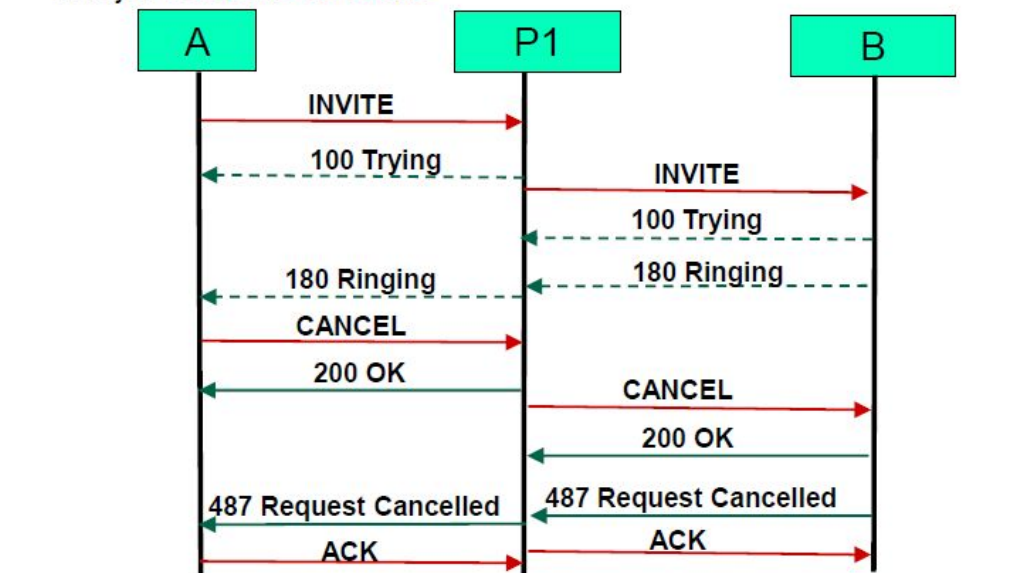 A
P1
B
INVITE
100 Trying
INVITE
100 Trying
180 Ringing
180 Ringing
CANCEL
200 OK
CANCEL
200 OK
487 Request Cancelled
487 Request Cancelled
ACK
ACK